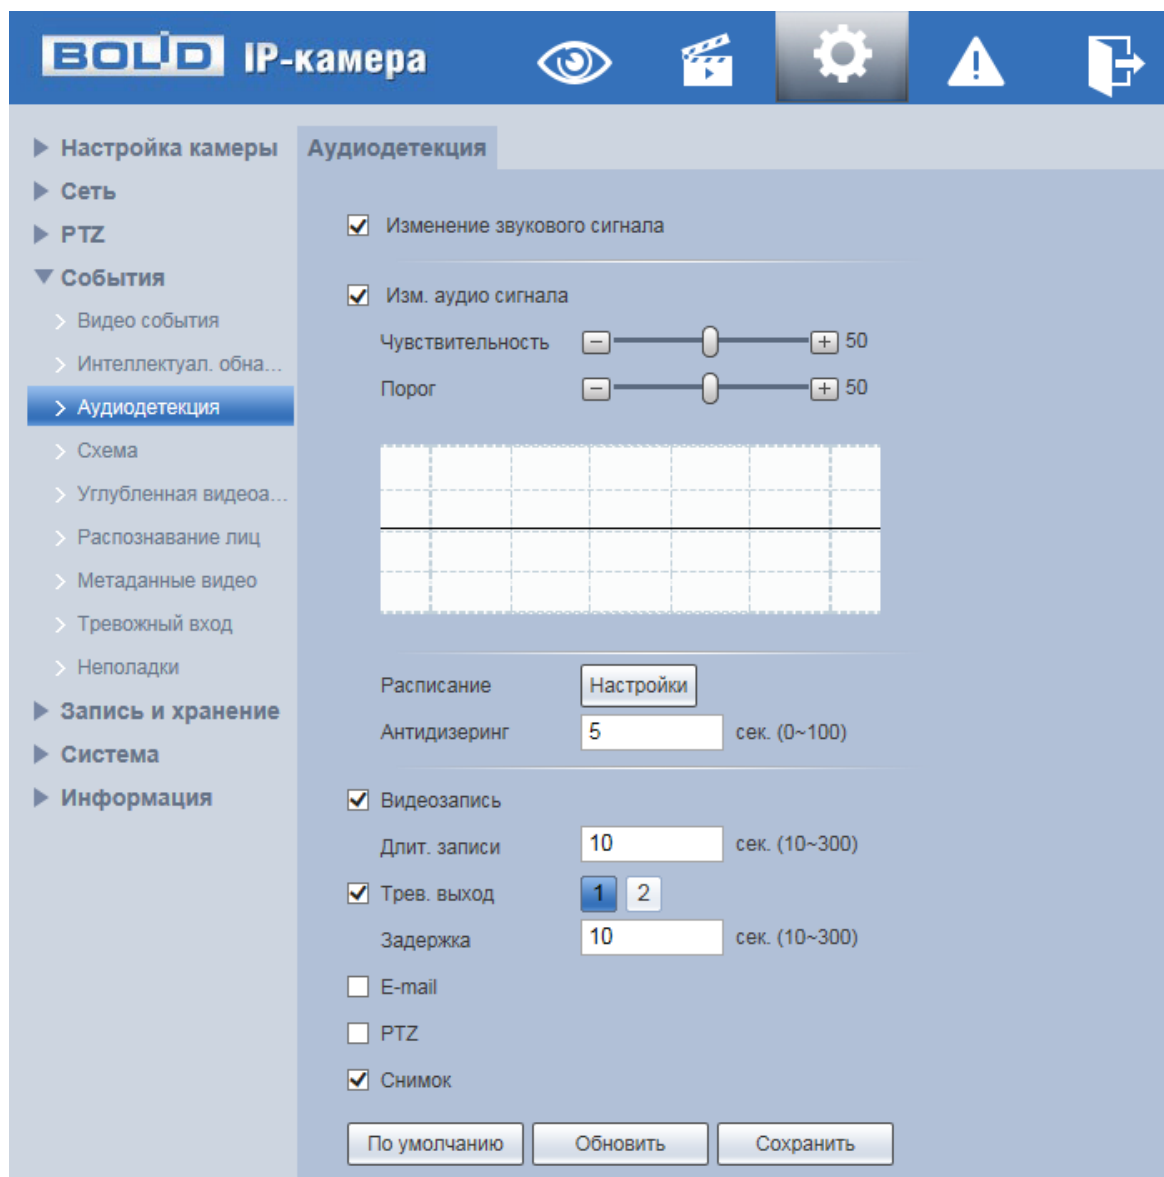 BOLID IP-камера
Настройка камеры
Сеть
PTZ
События
Видео события
Интеллектуал. обна...
Аудиодетекция
Схема
Углубленная видеоа...
Распознавание лиц
Метаданные видео
Тревожный вход
Неполадки
Запись и хранение
Система
Информация
Аудиодетекция
Изменение звукового сигнала
Изм. аудио сигнала
Чувствительность 50
Порог 50
Расписание Настройки
Антидизеринг 5 сек. (0~100)
Видеозапись
Длит. записи 10 сек. (10~300)
Трев. выход 1 2
Задержка 10 сек. (10~300)
E-mail
PTZ
Снимок
По умолчанию Обновить Сохранить